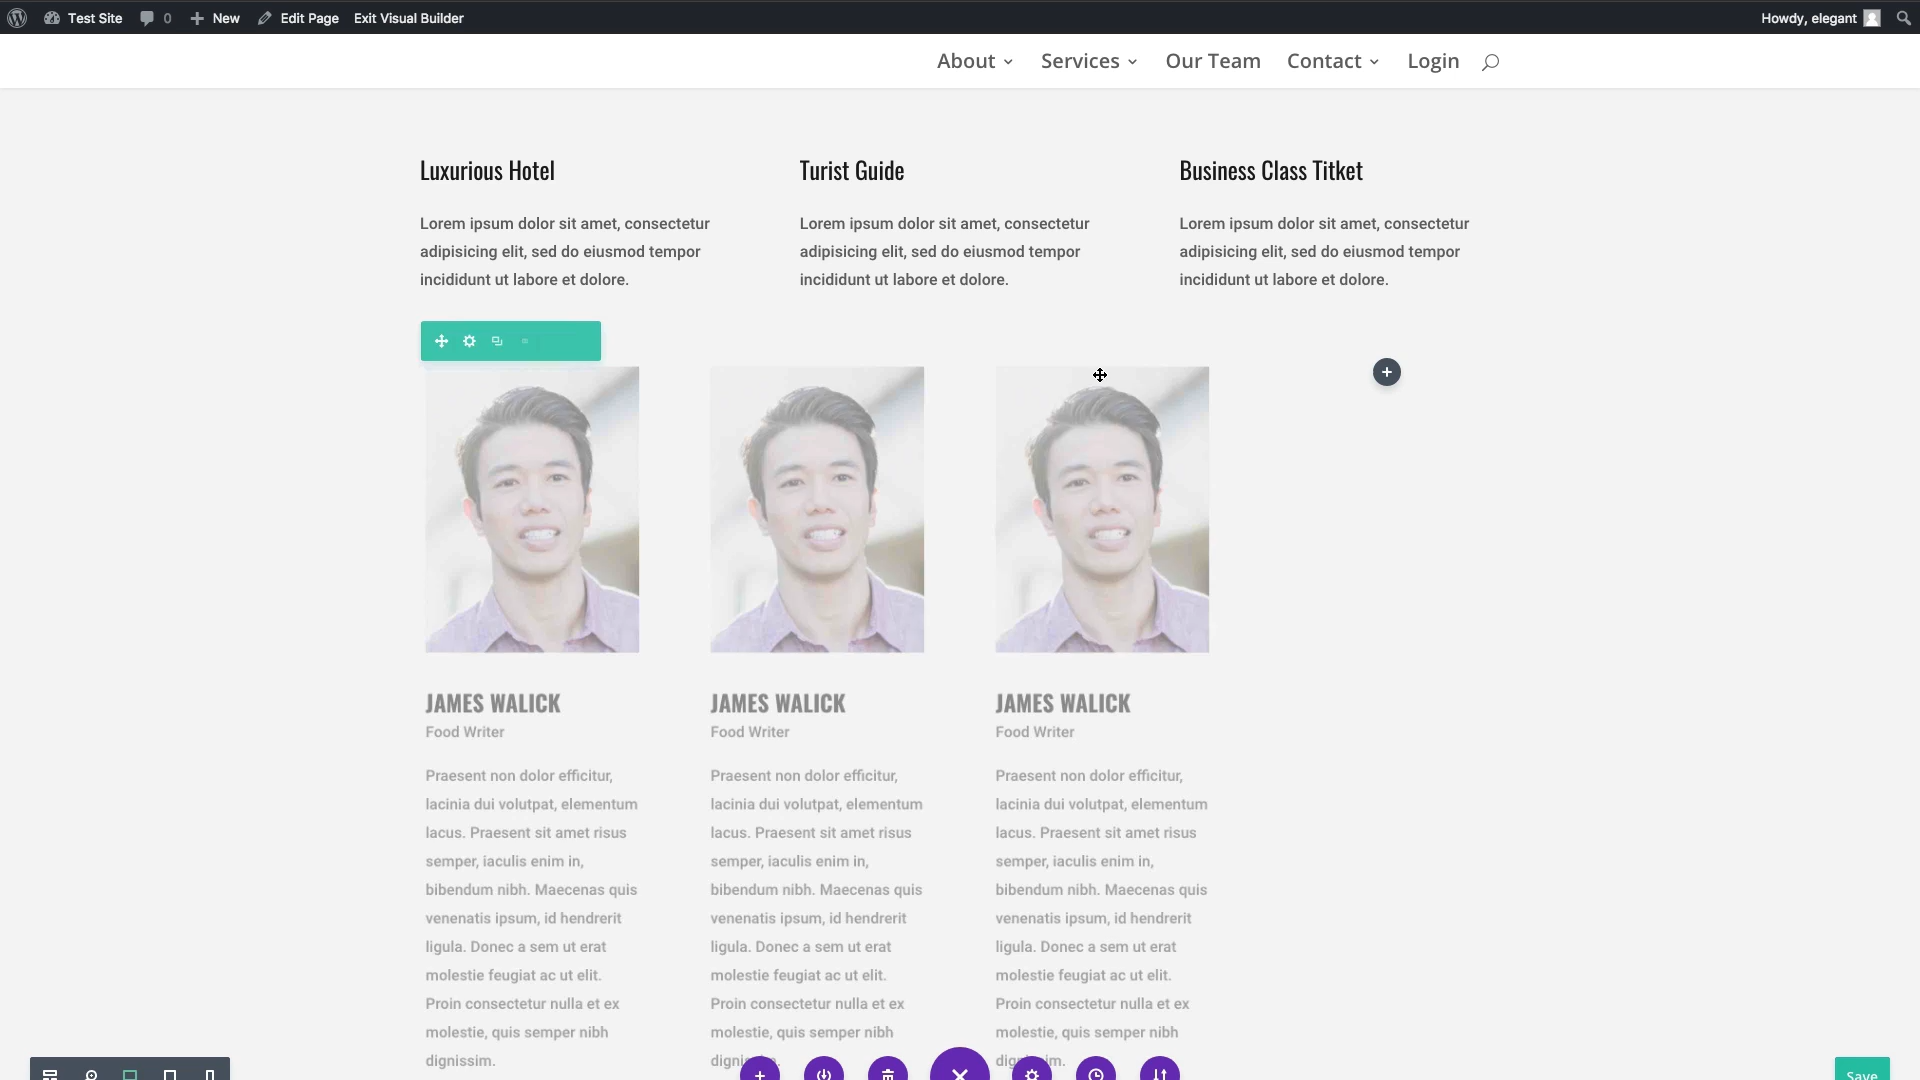 Test Site 0 New Edit Page Exit Visual Builder Howdy, elegant
About Services Our Team Contact Login
Luxurious Hotel
Lorem ipsum dolor sit amet, consectetur
adipisicing elit, sed do eiusmod tempor
incididunt ut labore et dolore.
Turist Guide
Lorem ipsum dolor sit amet, consectetur
adipisicing elit, sed do eiusmod tempor
incididunt ut labore et dolore.
Business Class Titket
Lorem ipsum dolor sit amet, consectetur
adipisicing elit, sed do eiusmod tempor
incididunt ut labore et dolore.
JAMES WALICK
Food Writer
Praesent non dolor efficitur,
lacinia dui volutpat, elementum
lacus. Praesent sit amet risus
semper, iaculis enim in,
bibendum nibh. Maecenas quis
venenatis ipsum, id hendrerit
ligula. Donec a sem ut erat
molestie feugiat ac ut elit.
Proin consectetur nulla et ex
molestie, quis semper nibh
dignissim.
JAMES WALICK
Food Writer
Praesent non dolor efficitur,
lacinia dui volutpat, elementum
lacus. Praesent sit amet risus
semper, iaculis enim in,
bibendum nibh. Maecenas quis
venenatis ipsum, id hendrerit
ligula. Donec a sem ut erat
molestie feugiat ac ut elit.
Proin consectetur nulla et ex
molestie, quis semper nibh
JAMES WALICK
Food Writer
Praesent non dolor efficitur,
lacinia dui volutpat, elementum
lacus. Praesent sit amet risus
semper, iaculis enim in,
bibendum nibh. Maecenas quis
venenatis ipsum, id hendrerit
ligula. Donec a sem ut erat
molestie feugiat ac ut elit.
Proin consectetur nulla et ex
molestie, quis semper nibh
Save